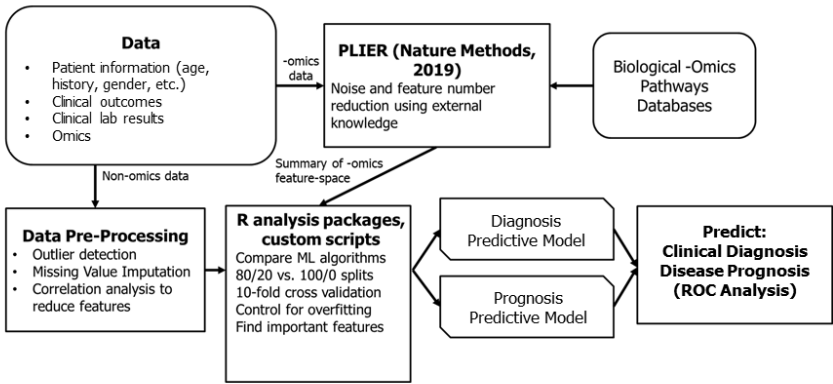 Data
• Patient information (age,
history, gender, etc.)
• Clinical outcomes
• Clinical lab results
• Omics
-omics
data
PLIER (Nature Methods,
2019)
Noise and feature number
reduction using external
knowledge
Biological -Omics
Pathways
Databases
Non-omics data
Summary of -omics
feature-space
Data Pre-Processing
• Outlier detection
• Missing Value Imputation
• Correlation analysis to
reduce features
R analysis packages,
custom scripts
Compare ML algorithms
80/20 vs. 100/0 splits
10-fold cross validation
Control for overfitting
Find important features
Diagnosis
Predictive Model
Prognosis
Predictive Model
Predict:
Clinical Diagnosis
Disease Prognosis
(ROC Analysis)